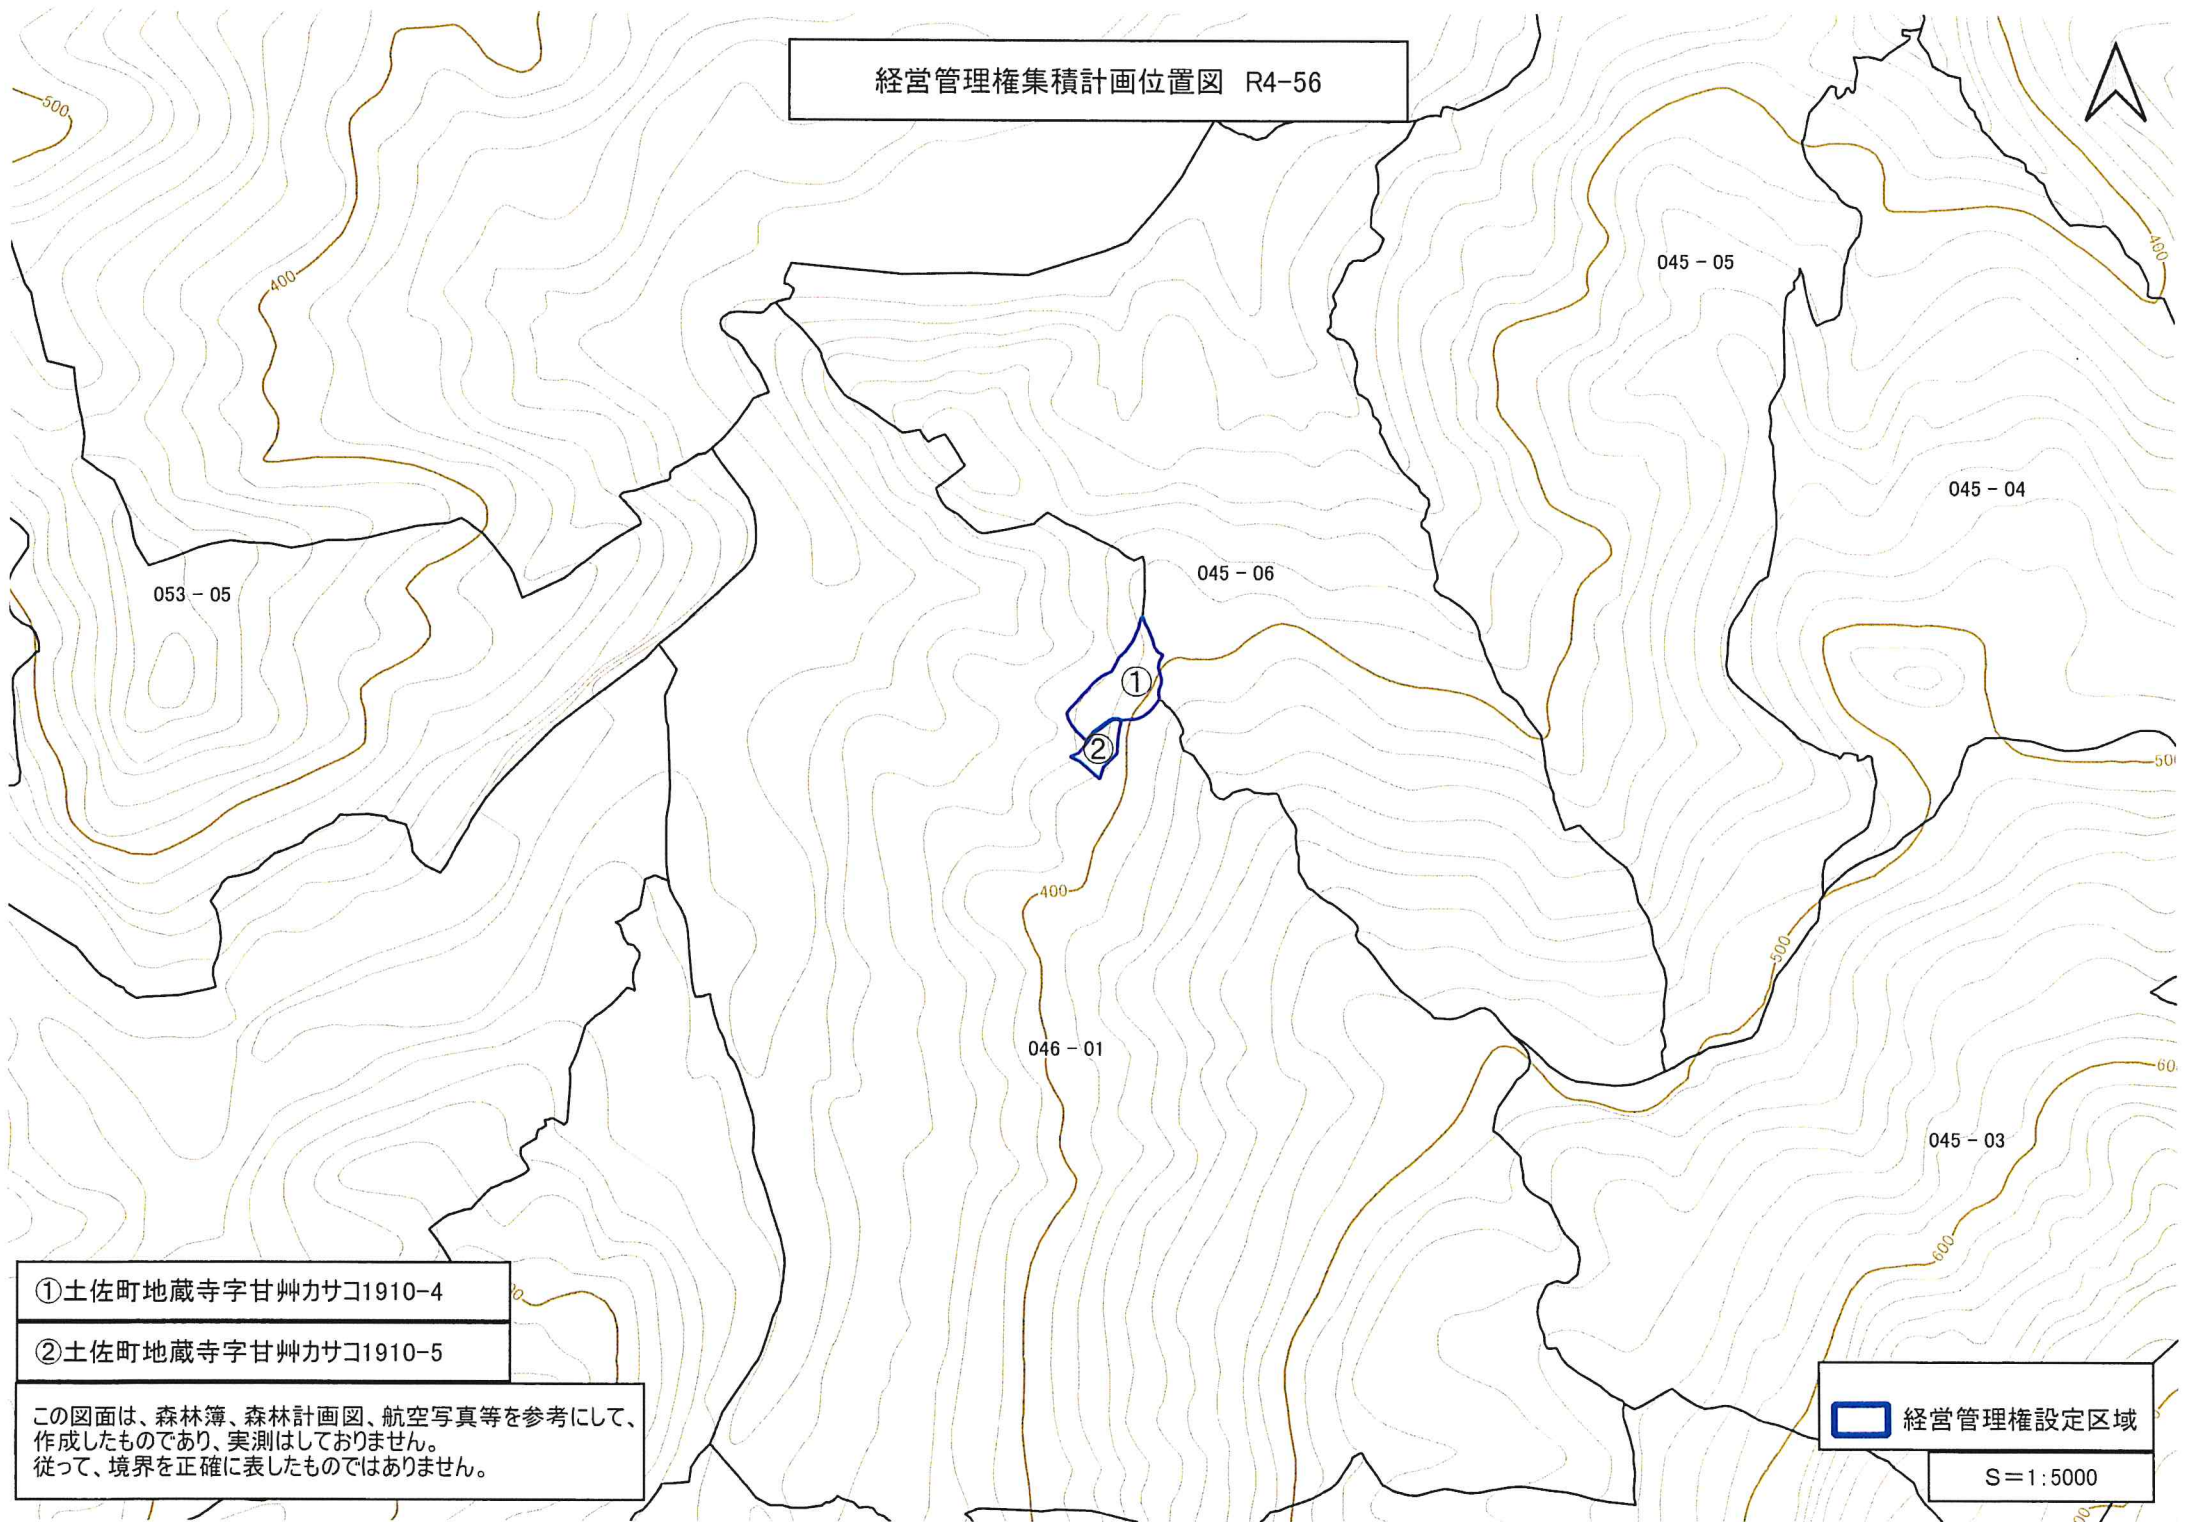 経営管理権集積計画位置図 R4-56
500
400
400
045-05
045-04
053-05
045-06
①
②
50
400
500
046-01
60
045-03
600
①土佐町地蔵寺字甘艸カサコ1910-4
②土佐町地蔵寺字甘艸カサコ1910-5
この図面は、森林簿、森林計画図、航空写真等を参考にして、
作成したものであり、実測はしておりません。
従って、境界を正確に表したものではありません。
経営管理権設定区域
S=1:5000